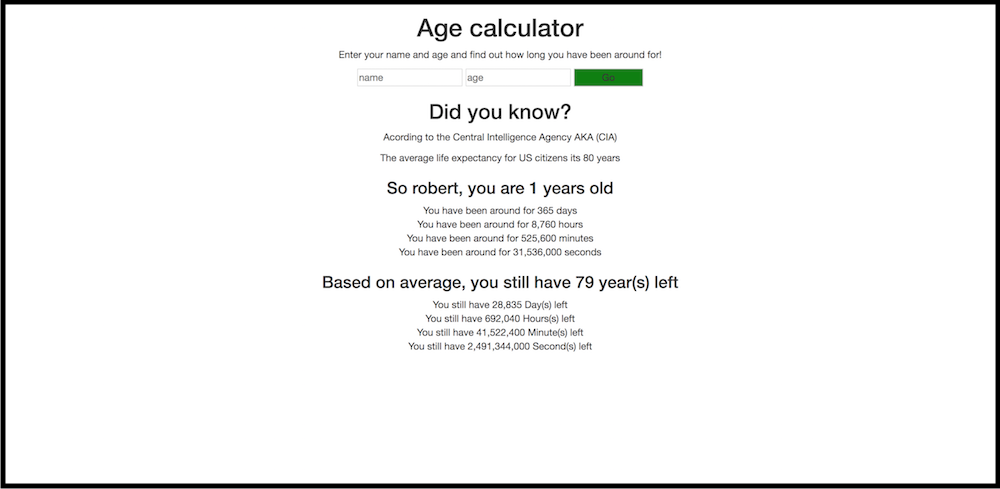 Age calculator
Enter your name and age and find out how long you have been around for!
name age Go
Did you know?
Acording to the Central Intelligence Agency AKA (CIA)
The average life expectancy for US citizens its 80 years
So robert, you are 1 years old
You have been around for 365 days
You have been around for 8,760 hours
You have been around for 525,600 minutes
You have been around for 31,536,000 seconds
Based on average, you still have 79 year(s) left
You still have 28,835 Day(s) left
You still have 692,040 Hours(s) left
You still have 41,522,400 Minute(s) left
You still have 2,491,344,000 Second(s) left